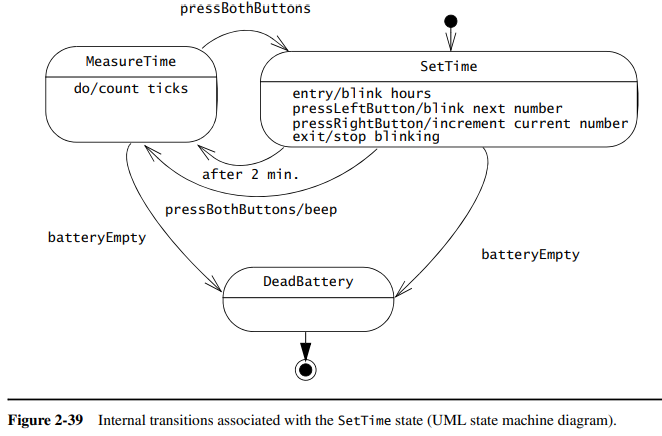 pressBothButtons
MeasureTime
do/count ticks
SetTime
entry/blink hours
pressLeftButton/blink next number
pressRightButton/increment current number
exit/stop blinking
after 2 min.
pressBothButtons/beep
batteryEmpty
batteryEmpty
DeadBattery
Figure 2-39 Internal transitions associated with the SetTime state (UML state machine diagram).